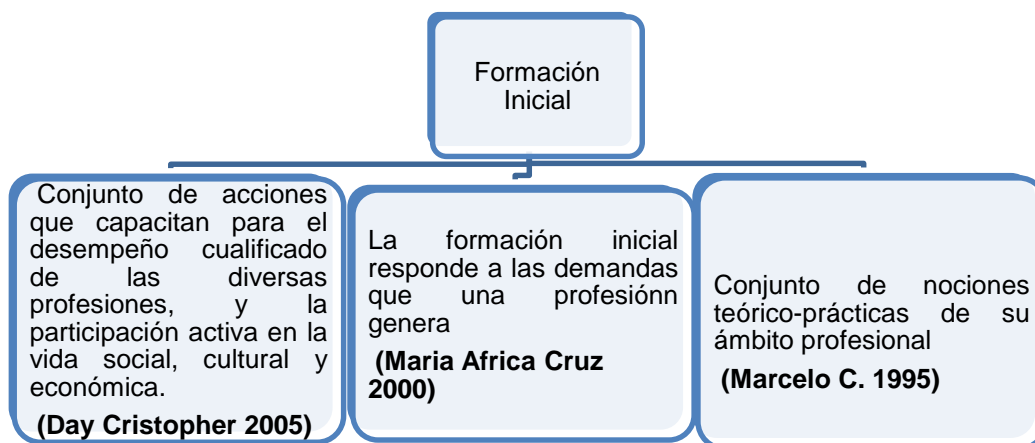 Formación
Inicial
Conjunto de acciones
que capacitan para el
desempeño cualificado
de las diversas
profesiones, y la
participación activa en la
vida social, cultural y
económica.
(Day Cristopher 2005)
La formación inicial
responde a las demandas
que una profesiónn
genera
(Maria Africa Cruz
2000)
Conjunto de nociones
teórico-prácticas de su
ámbito profesional
(Marcelo C. 1995)